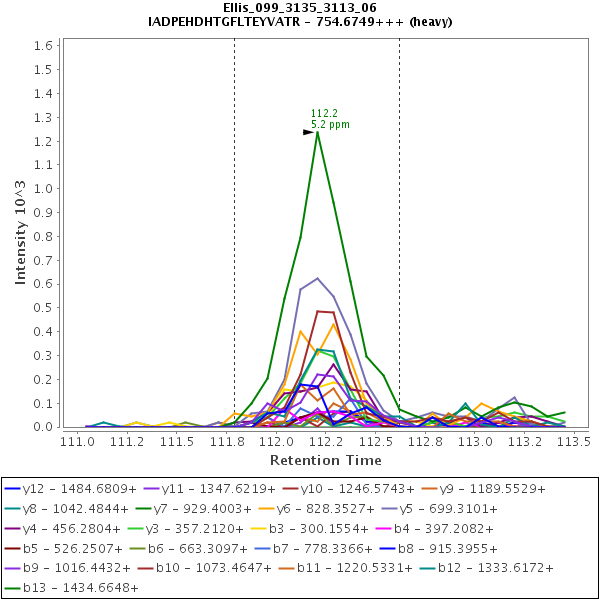 Ellis_099_3135_3113_06
IADPEHDHTGFLTEYVATR - 754.6749+++ (heavy)
112.2
5.2 ppm
Intensity 10^3
1.6
1.5
1.4
1.3
1.2
1.1
1.0
0.9
0.8
0.7
0.6
0.5
0.4
0.3
0.2
0.1
0.0
111.0 111.2 111.5 111.8 112.0 112.2 112.5 112.8 113.0 113.2 113.5
Retention Time
y12 - 1484.6809+ y11 - 1347.6219+ y10 - 1246.5743+ y9 - 1189.5529+
y8 - 1042.4844+ y7 - 929.4003+ y6 - 828.3527+ y5 - 699.3101+
y4 - 456.2804+ y3 - 357.2120+ b3 - 300.1554+ b4 - 397.2082+
b5 - 526.2507+ b6 - 663.3097+ b7 - 778.3366+ b8 - 915.3955+
b9 - 1016.4432+ b10 - 1073.4647+ b11 - 1220.5331+ b12 - 1333.6172+
b13 - 1434.6648+